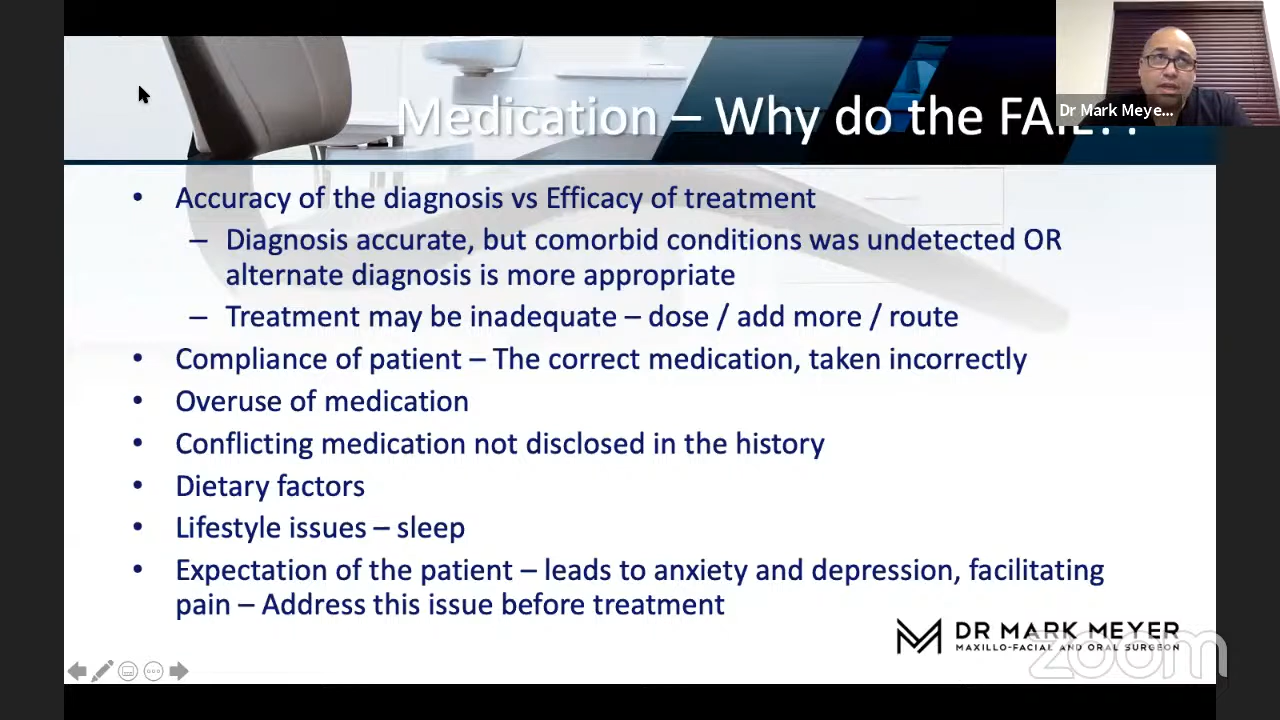 Medication – Why do the FAIL??
Dr Mark Meye...
• Accuracy of the diagnosis vs Efficacy of treatment
– Diagnosis accurate, but comorbid conditions was undetected OR
alternate diagnosis is more appropriate
– Treatment may be inadequate – dose / add more / route
• Compliance of patient – The correct medication, taken incorrectly
• Overuse of medication
• Conflicting medication not disclosed in the history
• Dietary factors
• Lifestyle issues – sleep
• Expectation of the patient – leads to anxiety and depression, facilitating
pain – Address this issue before treatment
DR MARK MEYER
MAXILLO-FACIAL AND ORAL SURGEON
zoom